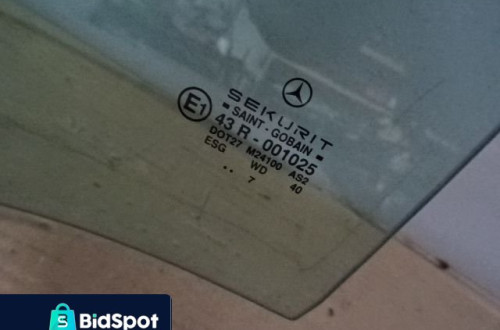 SEKURIT
SAINT-GOBAIN
E1 43 R - 001025
DOT27 M24100 AS2
ESG WD 40
.. 7
BidSpot